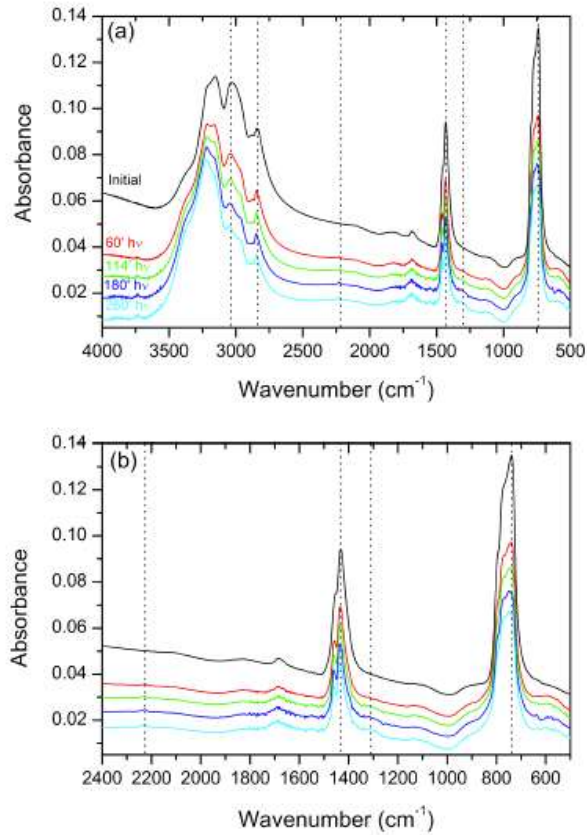 (a)
0.14
0.12
0.10
0.08
0.06
0.04
0.02
Absorbance
Initial
60' hν
114' hν
180' hν
4000 3500 3000 2500 2000 1500 1000 500
Wavenumber (cm⁻¹)
(b)
0.14
0.12
0.10
0.08
0.06
0.04
0.02
Absorbance
2400 2200 2000 1800 1600 1400 1200 1000 800 600
Wavenumber (cm⁻¹)